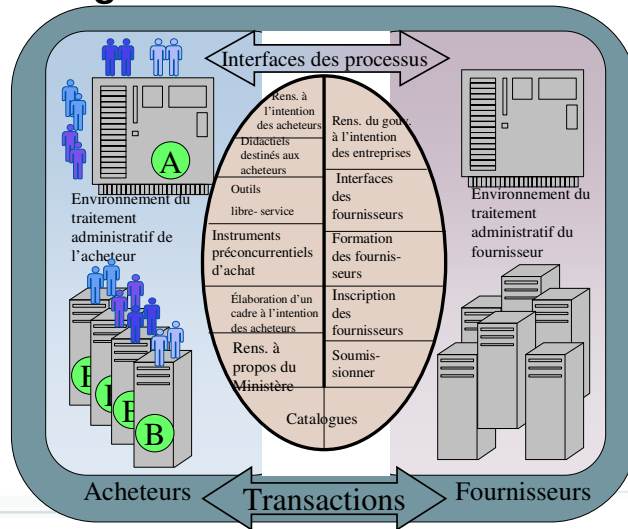 Interfaces des processus
Rens. à
l'intention
des acheteurs
Didactiels
destinés aux
acheteurs
Outils
libre- service
Instruments
préconcurrentiels
d'achat
Élaboration d'un
cadre à l'intention
des acheteurs
Rens. à
propos du
Ministère
Rens. du gouv.
à l'intention
des entreprises
Interfaces
des
fournisseurs
Formation
des fournis-
seurs
Inscription
des
fournisseurs
Soumis-
sionner
Catalogues
A
Environnement du
traitement
administratif de
l'acheteur
B
Environnement du
traitement
administratif du
fournisseur
Acheteurs
Transactions
Fournisseurs